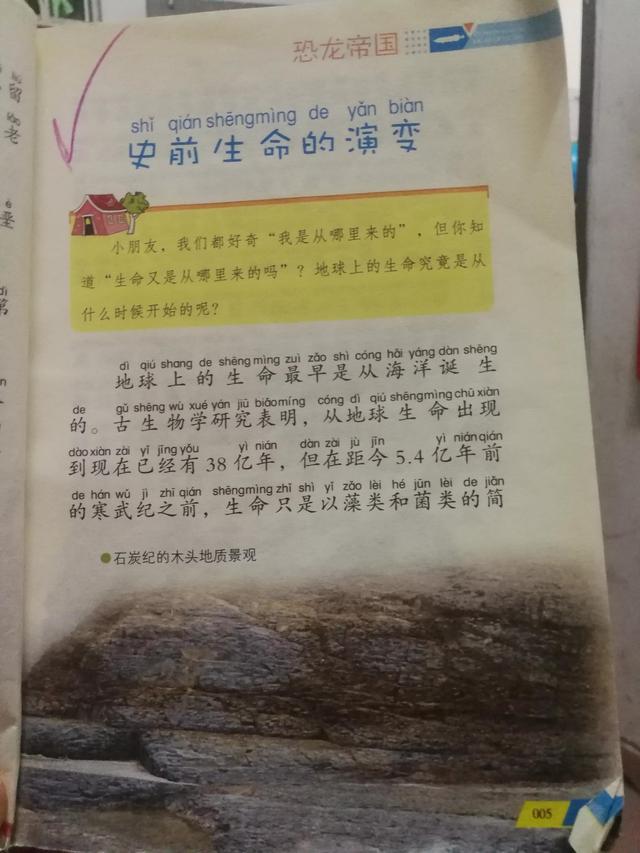 恐龙帝国
shǐ qián shēngmìng de yǎn biàn
史前生命的演变
小朋友，我们都好奇“我是从哪里来的”，但你知
道“生命又是从哪里来的吗”？地球上的生命究竟是从
什么时候开始的呢？
dì qiú shang de shēng mìng zuì zǎo shì cóng hǎi yáng dàn shēng
地球上的生命最早是从海洋诞生
de gǔ shēng wù xué yán jiū biǎo míng cóng dì qiú shēngmìng chū xiàn
的。古生物学研究表明，从地球生命出现
dào xiàn zài yǐ jīng yǒu yì nián dàn zài jù jīn yì nián qián
到现在已经有38亿年，但在距今5.4亿年前
de hán wǔ jì zhī qián shēngmìng zhǐ shì yǐ zǎo lèi hé jūn lèi de jiǎn
的寒武纪之前，生命只是以藻类和菌类的简
●石炭纪的木头地质景观
005
留
老
垒
第